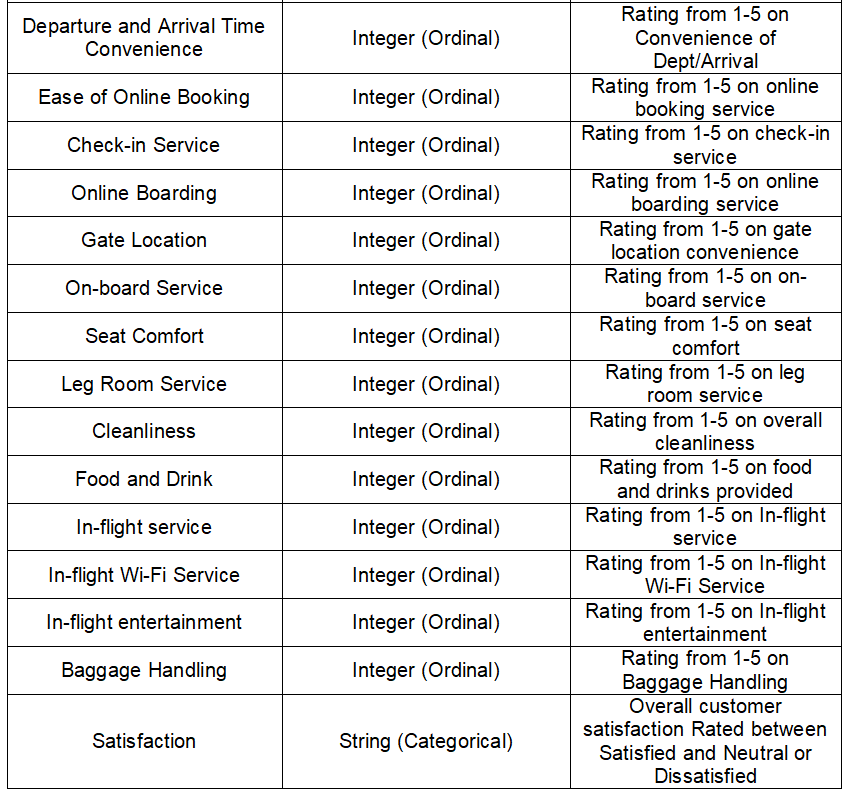 Departure and Arrival Time
Convenience
Integer (Ordinal)
Rating from 1-5 on
Convenience of
Dept/Arrival
Ease of Online Booking
Integer (Ordinal)
Rating from 1-5 on online
booking service
Check-in Service
Integer (Ordinal)
Rating from 1-5 on check-in
service
Online Boarding
Integer (Ordinal)
Rating from 1-5 on online
boarding service
Gate Location
Integer (Ordinal)
Rating from 1-5 on gate
location convenience
On-board Service
Integer (Ordinal)
Rating from 1-5 on on-
board service
Seat Comfort
Integer (Ordinal)
Rating from 1-5 on seat
comfort
Leg Room Service
Integer (Ordinal)
Rating from 1-5 on leg
room service
Cleanliness
Integer (Ordinal)
Rating from 1-5 on overall
cleanliness
Food and Drink
Integer (Ordinal)
Rating from 1-5 on food
and drinks provided
In-flight service
Integer (Ordinal)
Rating from 1-5 on In-flight
service
In-flight Wi-Fi Service
Integer (Ordinal)
Rating from 1-5 on In-flight
Wi-Fi Service
In-flight entertainment
Integer (Ordinal)
Rating from 1-5 on In-flight
entertainment
Baggage Handling
Integer (Ordinal)
Rating from 1-5 on
Baggage Handling
Satisfaction
String (Categorical)
Overall customer
satisfaction Rated between
Satisfied and Neutral or
Dissatisfied